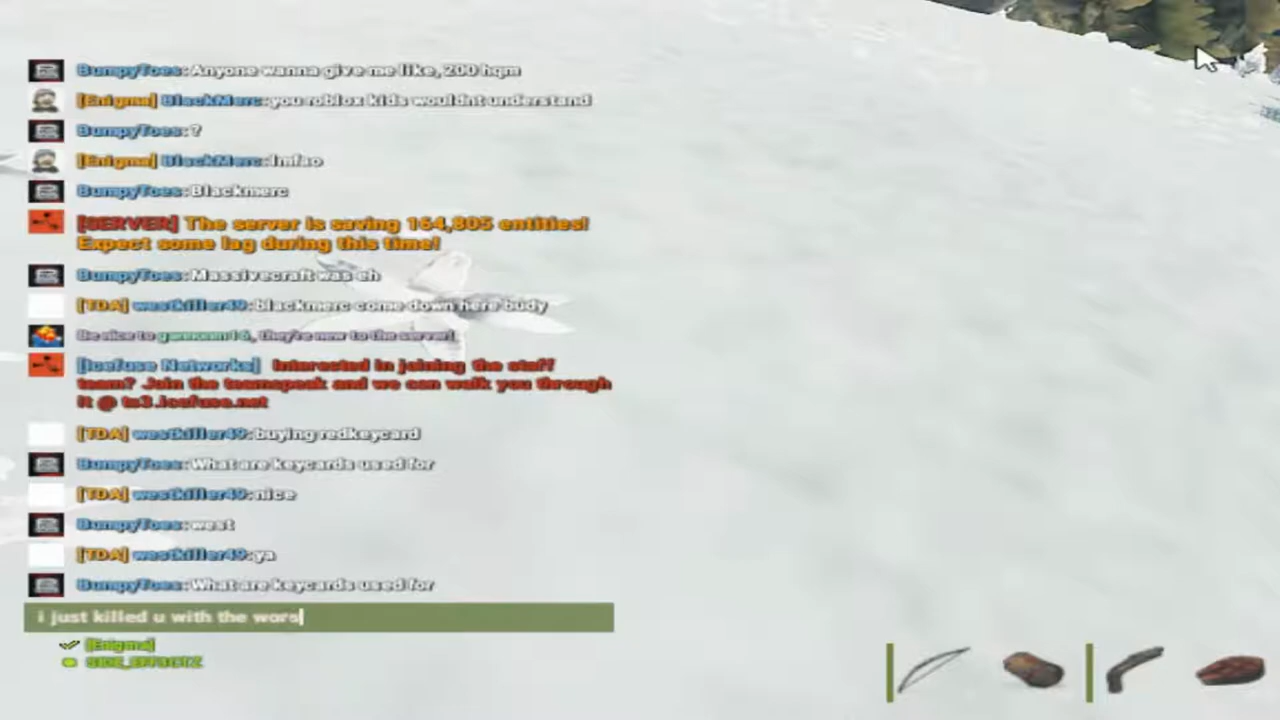 BumpyToes: Anyone wanna give me like, 200 hqm
[Enigma] BlackMerc: you roblox kids wouldnt understand
BumpyToes: ?
[Enigma] BlackMerc: lmfao
BumpyToes: Blackmerc
[SERVER] The server is saving 164,805 entities!
Expect some lag during this time!
BumpyToes: Massivecraft was eh
[TDA] westkiller49: blackmerc come down here budy
Be nice to they're new to the server!
[Icefuse Networks] Interested in joining the staff
team? Join the teamspeak and we can walk you through
it @ ts3.icefuse.net
[TDA] westkiller49: buying redkeycard
BumpyToes: What are keycards used for
[TDA] westkiller49: nice
BumpyToes: west
[TDA] westkiller49: ya
BumpyToes: What are keycards used for
i just killed u with the wors
[Enigma]